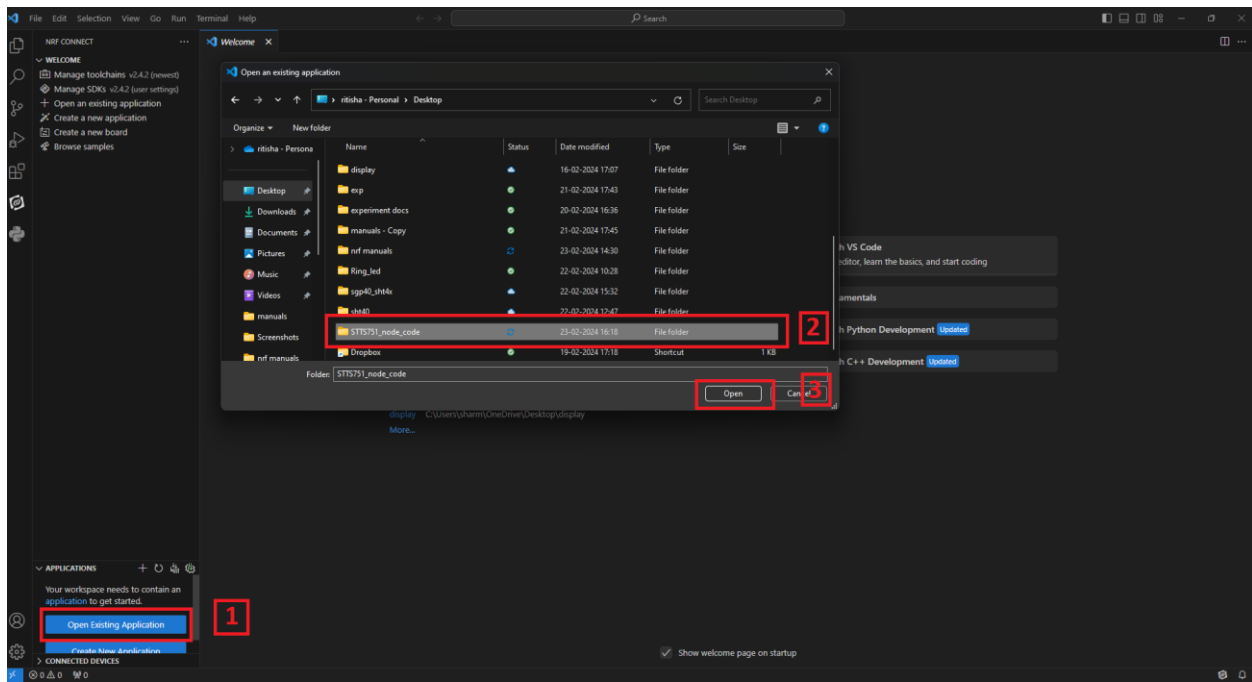 File Edit Selection View Go Run Terminal Help
Search
NRF CONNECT
Welcome
WELCOME
Manage toolchains v2.4.2 (newest)
Manage SDKs v2.4.2 (user settings)
Open an existing application
Create a new application
Create a new board
Browse samples
Open an existing application
ritisha - Personal › Desktop
Search Desktop
Organize New folder
ritisha - Persona
Desktop
Downloads
Documents
Pictures
Music
Videos
manuals
Screenshots
nrf manuals
Name Status Date modified Type Size
display 16-02-2024 17:07 File folder
exp 21-02-2024 17:43 File folder
experiment docs 20-02-2024 16:36 File folder
manuals - Copy 21-02-2024 17:45 File folder
nrf manuals 23-02-2024 14:30 File folder
Ring_led 22-02-2024 10:28 File folder
sgp40_sht4x 22-02-2024 15:32 File folder
sht40 22-02-2024 12:47 File folder
STTS751_node_code 23-02-2024 16:18 File folder
2
Dropbox 19-02-2024 17:18 Shortcut 1 KB
Folder: STTS751_node_code
Open Cancel
3
h VS Code
editor, learn the basics, and start coding
amentals
h Python Development Updated
h C++ Development Updated
display C:\Users\sharm\OneDrive\Desktop\display
More...
APPLICATIONS
Your workspace needs to contain an
application to get started.
Open Existing Application
1
Create New Application
CONNECTED DEVICES
Show welcome page on startup
0 0 0